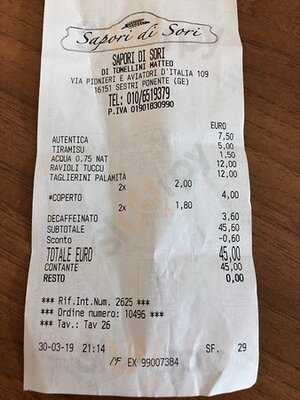 Sapori di Sori
SAPORI DI SORI
DI TOMELLINI MATTEO
VIA PIONIERI E AVIATORI D'ITALIA 109
16151 SESTRI PONENTE (GE)
TEL: 010/6519379
P.IVA 01901830990
EURO
AUTENTICA 7,50
TIRAMISU 5,00
ACQUA 0.75 NAT 1,50
RAVIOLI TUCCU 12,00
TAGLIERINI PALAMITA 12,00
2x 2,00
*COPERTO 4,00
2x 1,80
DECAFFEINATO 3,60
SUBTOTALE 45,60
Sconto -0,60
TOTALE EURO 45,00
CONTANTE 45,00
RESTO 0,00
*** Rif.Int.Num. 2625 ***
*** Ordine numero: 10496 ***
*** Tav.: Tav 26
30-03-19 21:14 SF. 29
MF EX 99007384